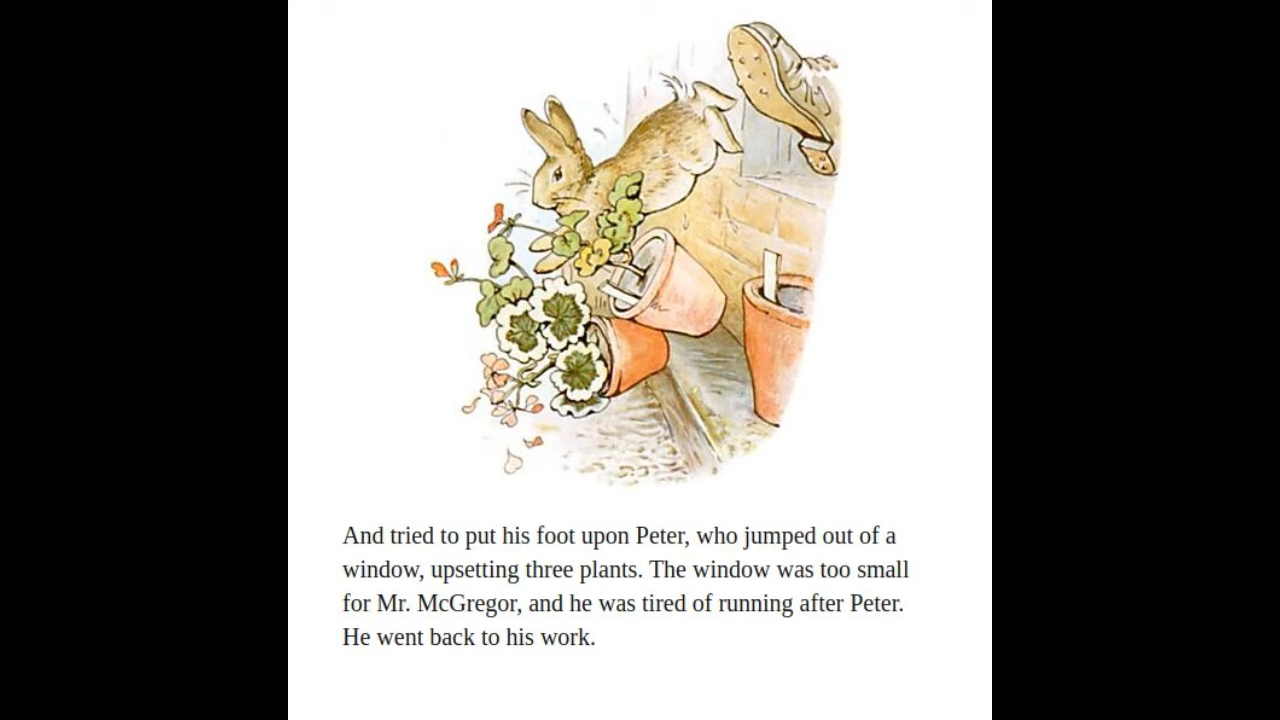 And tried to put his foot upon Peter, who jumped out of a
window, upsetting three plants. The window was too small
for Mr. McGregor, and he was tired of running after Peter.
He went back to his work.